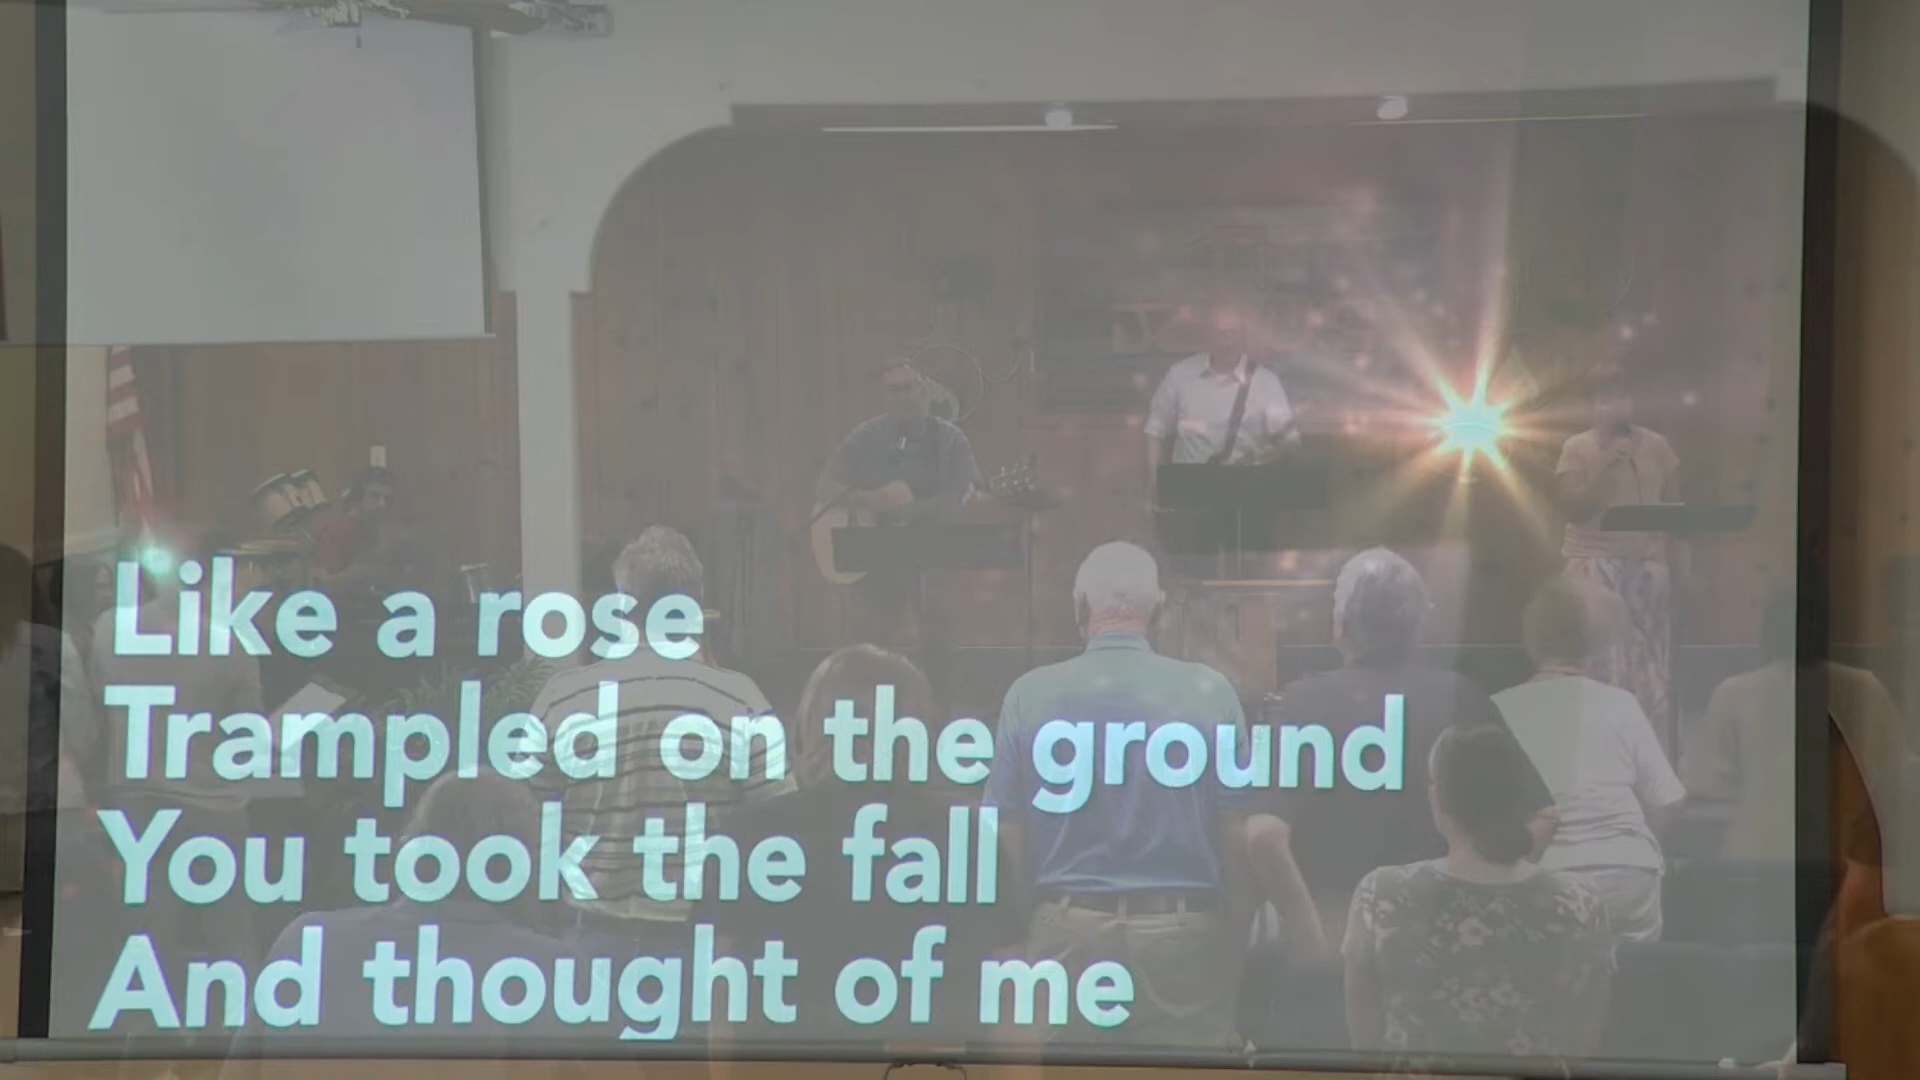 Like a rose
Trampled on the ground
You took the fall
And thought of me